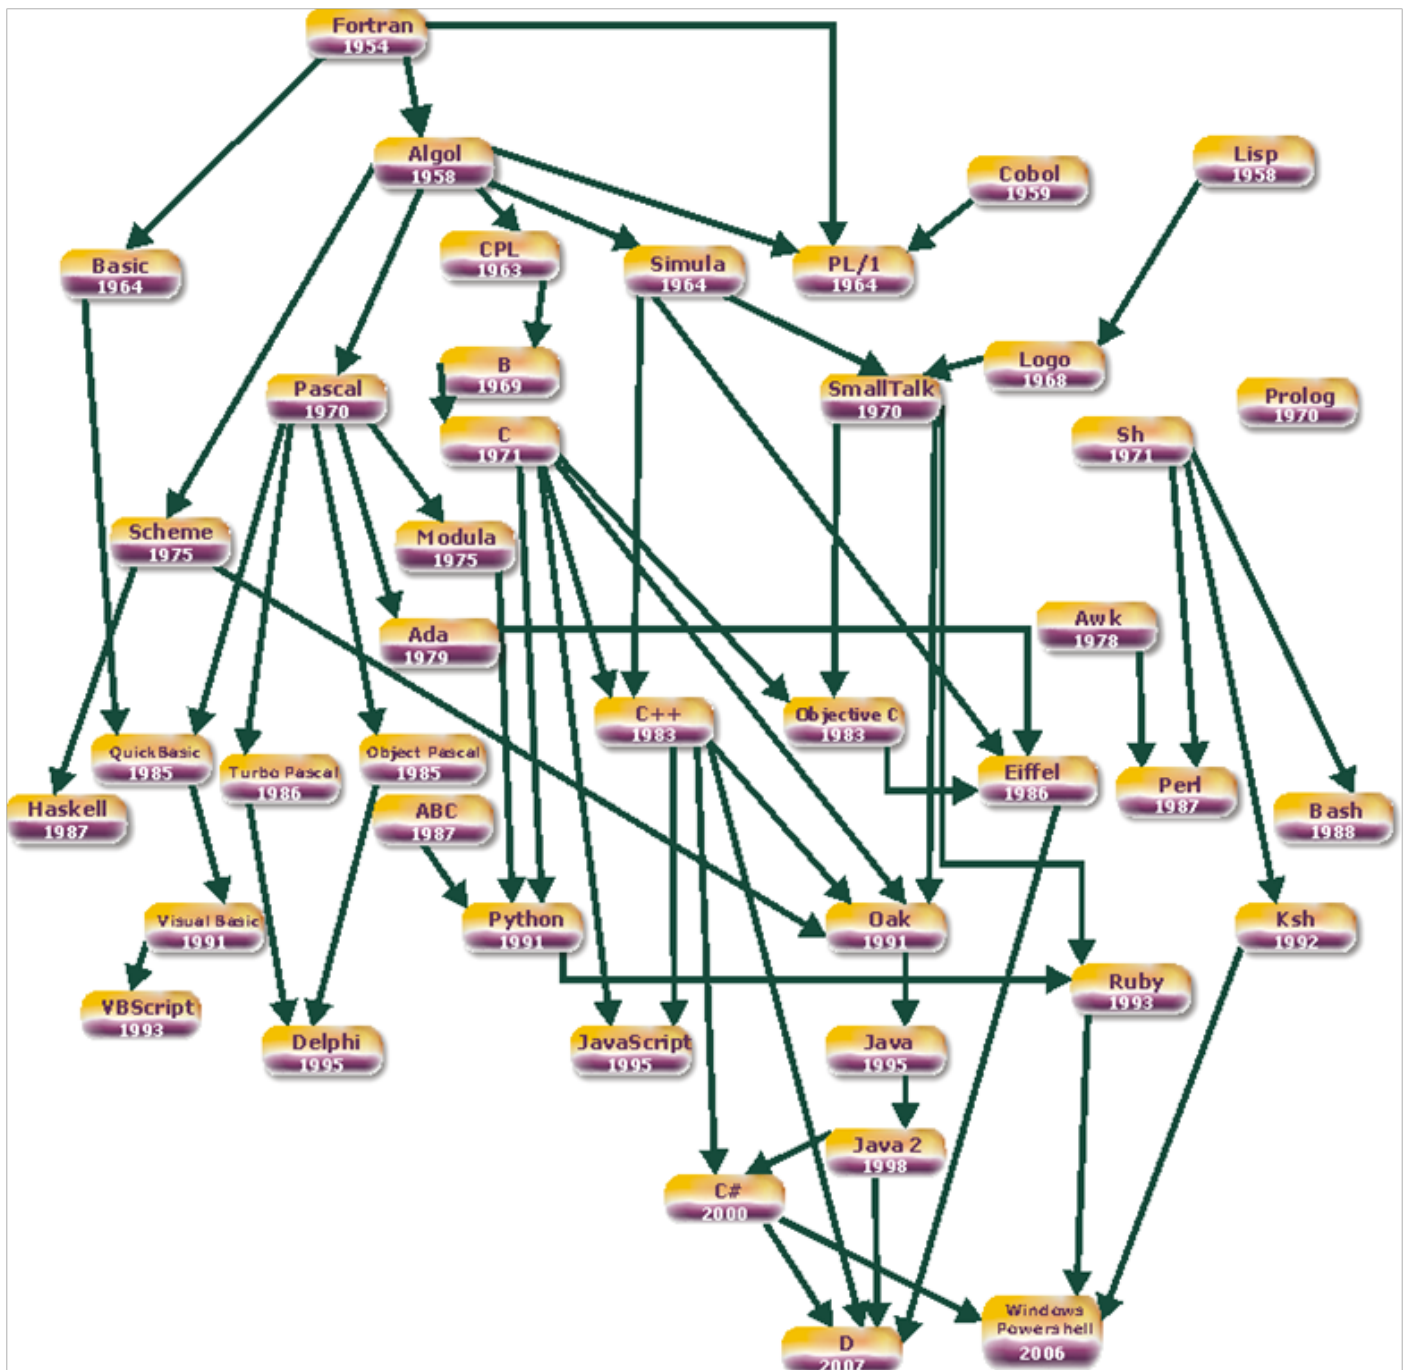 Fortran
1954
Algol
1958
Lisp
1958
Cobol
1959
CPL
1963
Basic
1964
Simula
1964
PL/1
1964
B
1969
Logo
1968
Pascal
1970
SmallTalk
1970
Prolog
1970
C
1971
Sh
1971
Scheme
1975
Modula
1975
Ada
1979
Awk
1978
C++
1983
Objective C
1983
QuickBasic
1985
Turbo Pascal
1986
Object Pascal
1985
Eiffel
1986
Perl
1987
Haskell
1987
ABC
1987
Bash
1988
Visual Basic
1991
Python
1991
Oak
1991
Ksh
1992
VBScript
1993
Ruby
1993
Delphi
1995
JavaScript
1995
Java
1995
Java 2
1998
C#
2000
Windows
Powershell
2006
D
2007